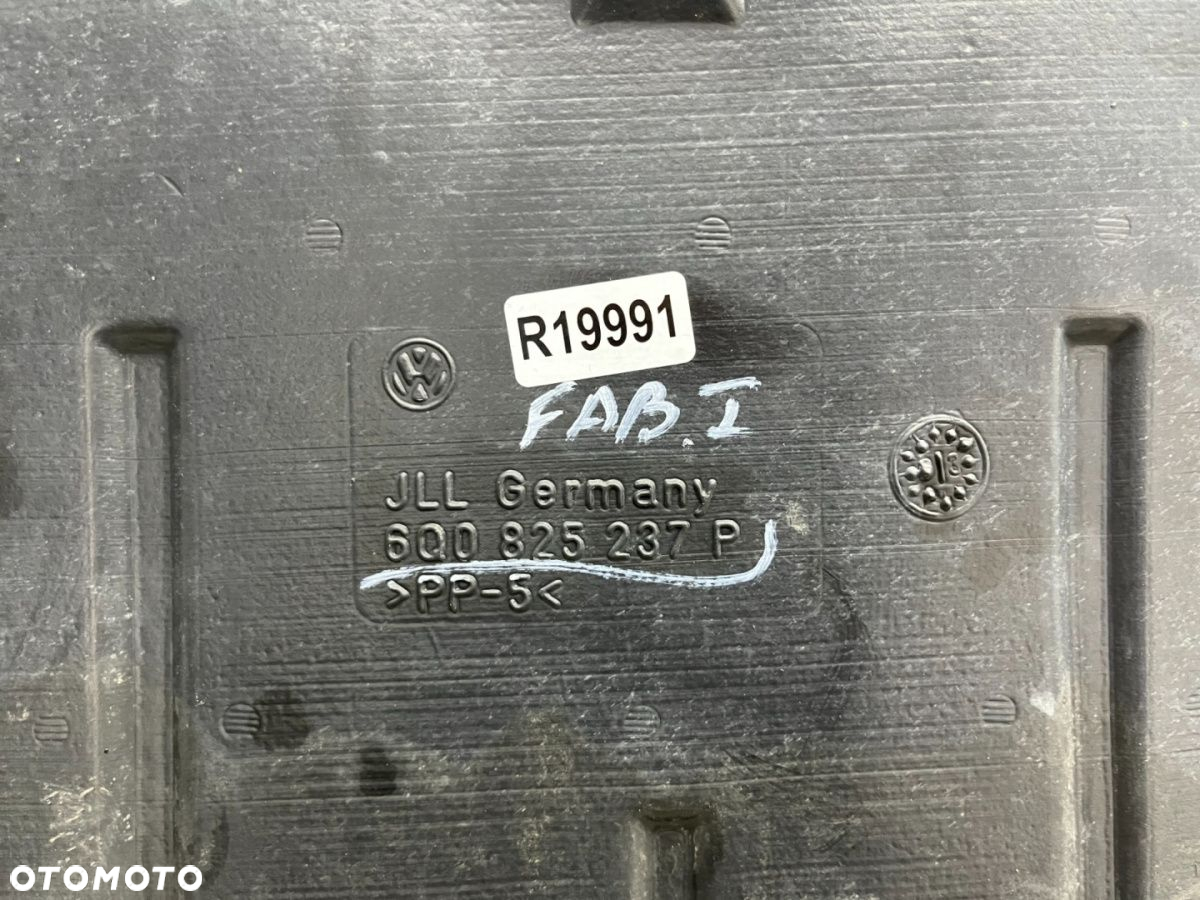 R19991
FAB.I
JLL Germany
6Q0 825 237 P
>PP-5<
OTOMOTO